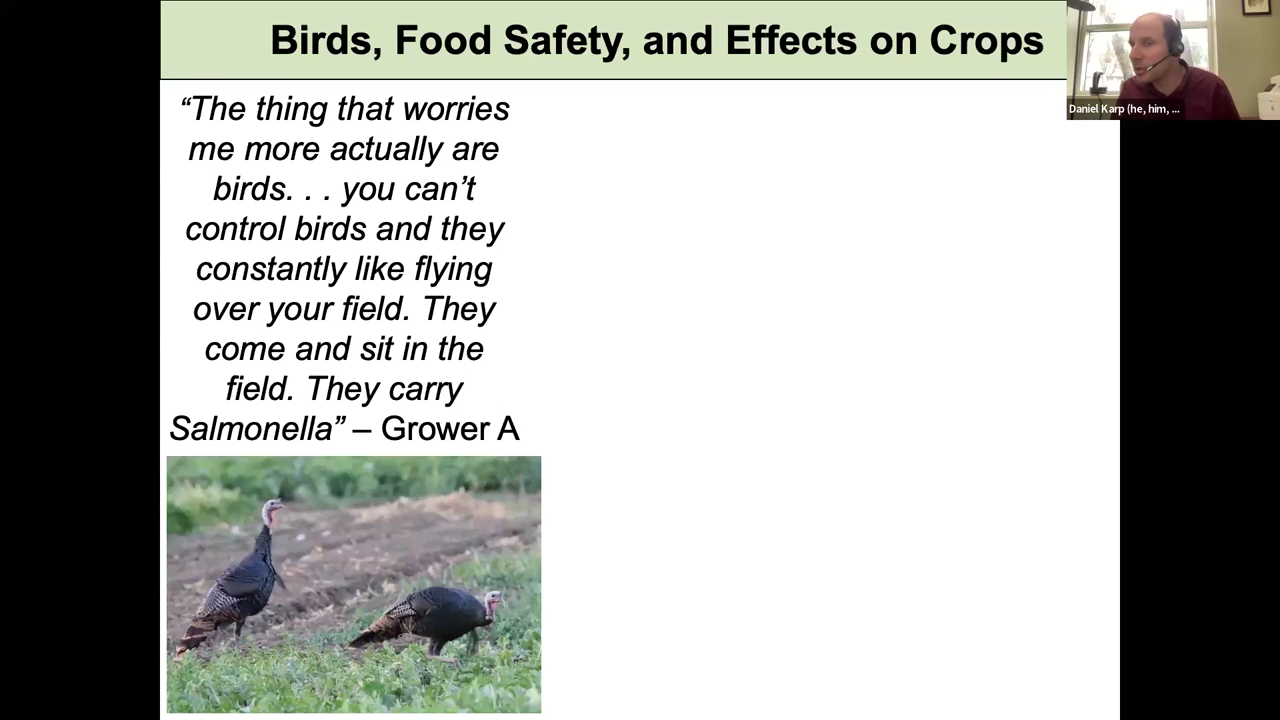 Birds, Food Safety, and Effects on Crops
Daniel Karp (he, him, ...
“The thing that worries
me more actually are
birds. . . you can’t
control birds and they
constantly like flying
over your field. They
come and sit in the
field. They carry
Salmonella” – Grower A